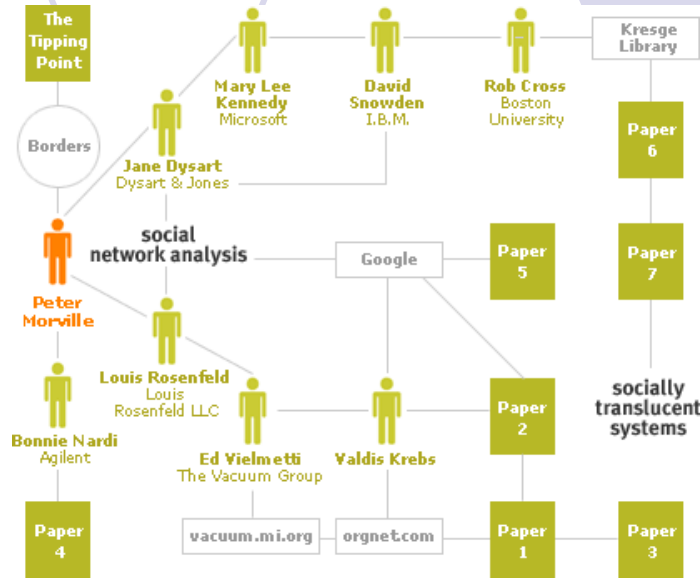 The
Tipping
Point
Borders
Mary Lee
Kennedy
Microsoft
David
Snowden
I.B.M.
Rob Cross
Boston
University
Kresge
Library
Paper
6
Jane Dysart
Dysart & Jones
social
network analysis
Google
Paper
5
Paper
7
Peter
Morville
Louis Rosenfeld
Louis
Rosenfeld LLC
Bonnie Nardi
Agilent
Ed Vielmetti
The Vacuum Group
Valdis Krebs
Paper
2
socially
translucent
systems
Paper
4
vacuum.mi.org
orgnet.com
Paper
1
Paper
3